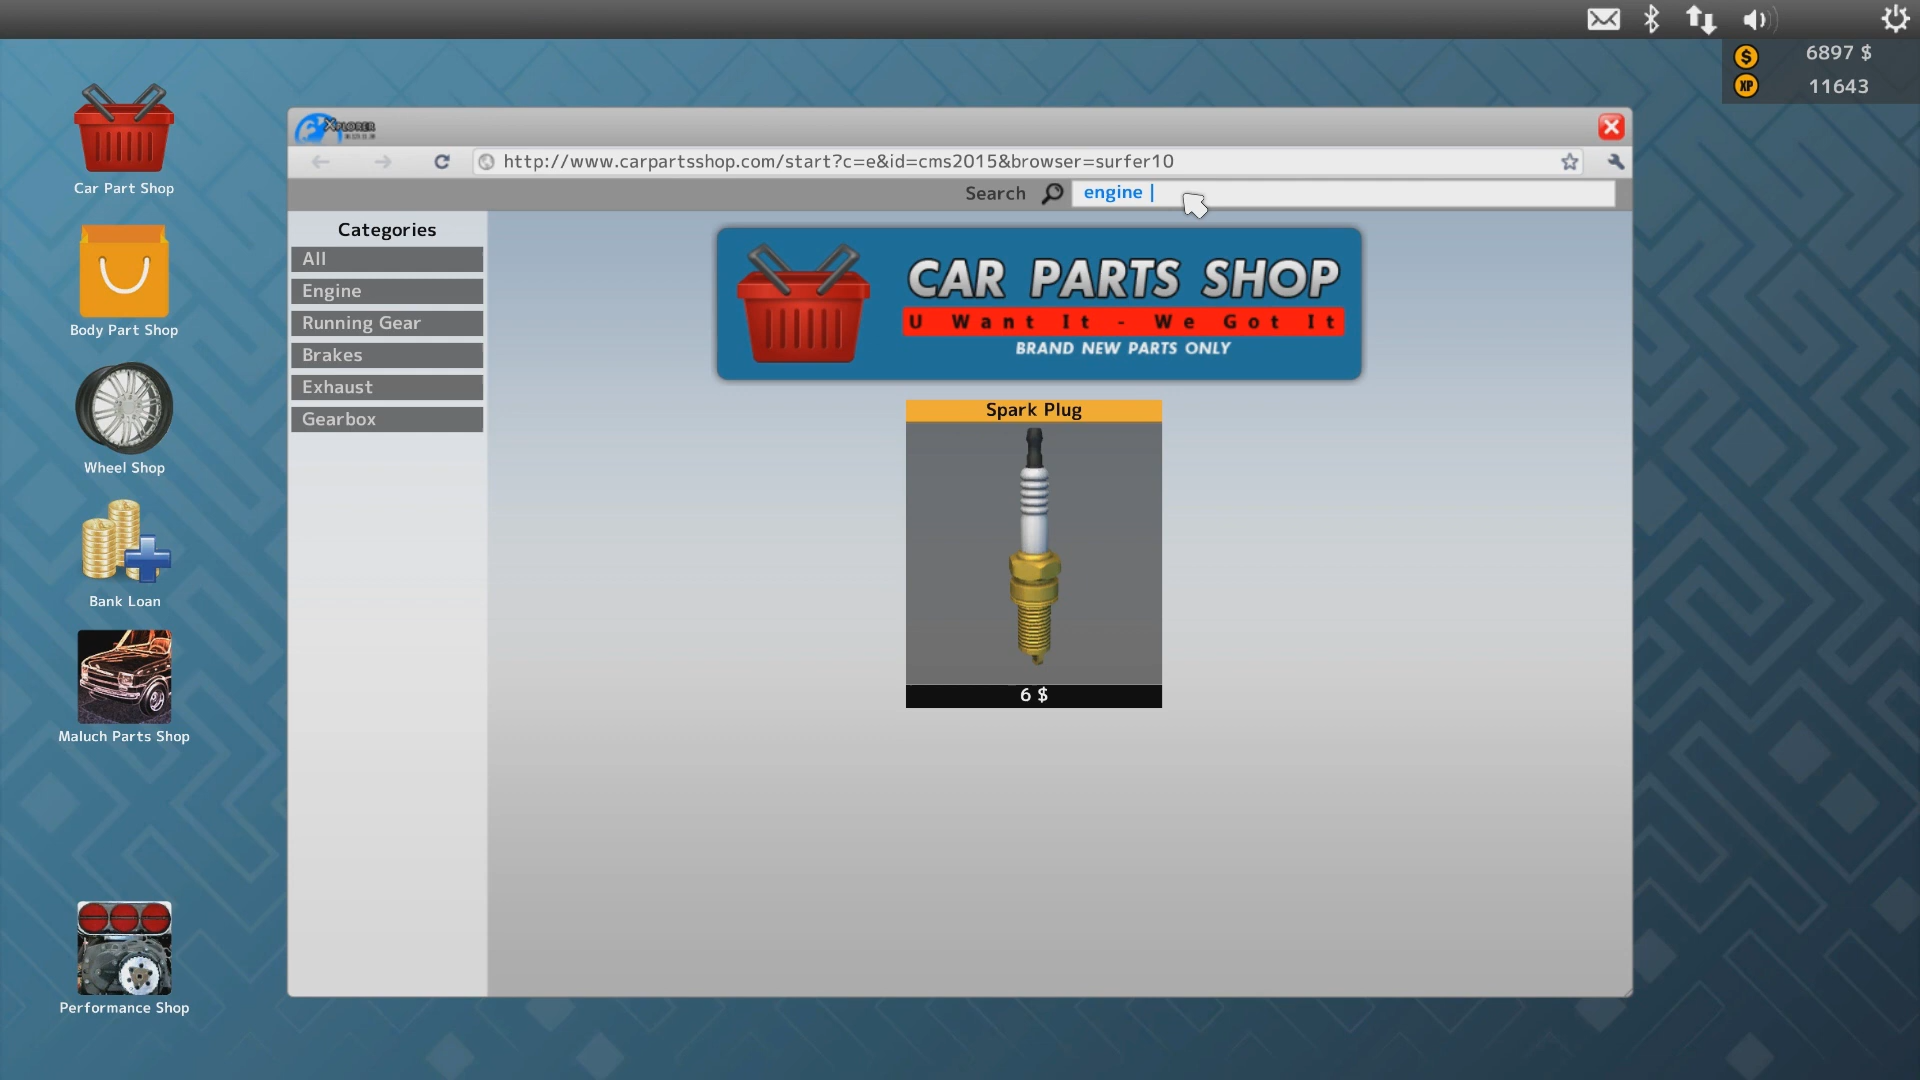 6897 $
XP 11643
Car Part Shop
Body Part Shop
Wheel Shop
Bank Loan
Maluch Parts Shop
Performance Shop
XPLORER
http://www.carpartsshop.com/start?c=e&id=cms2015&browser=surfer10
Search engine |
Categories
All
Engine
Running Gear
Brakes
Exhaust
Gearbox
CAR PARTS SHOP
U Want It - We Got It
BRAND NEW PARTS ONLY
Spark Plug
6 $